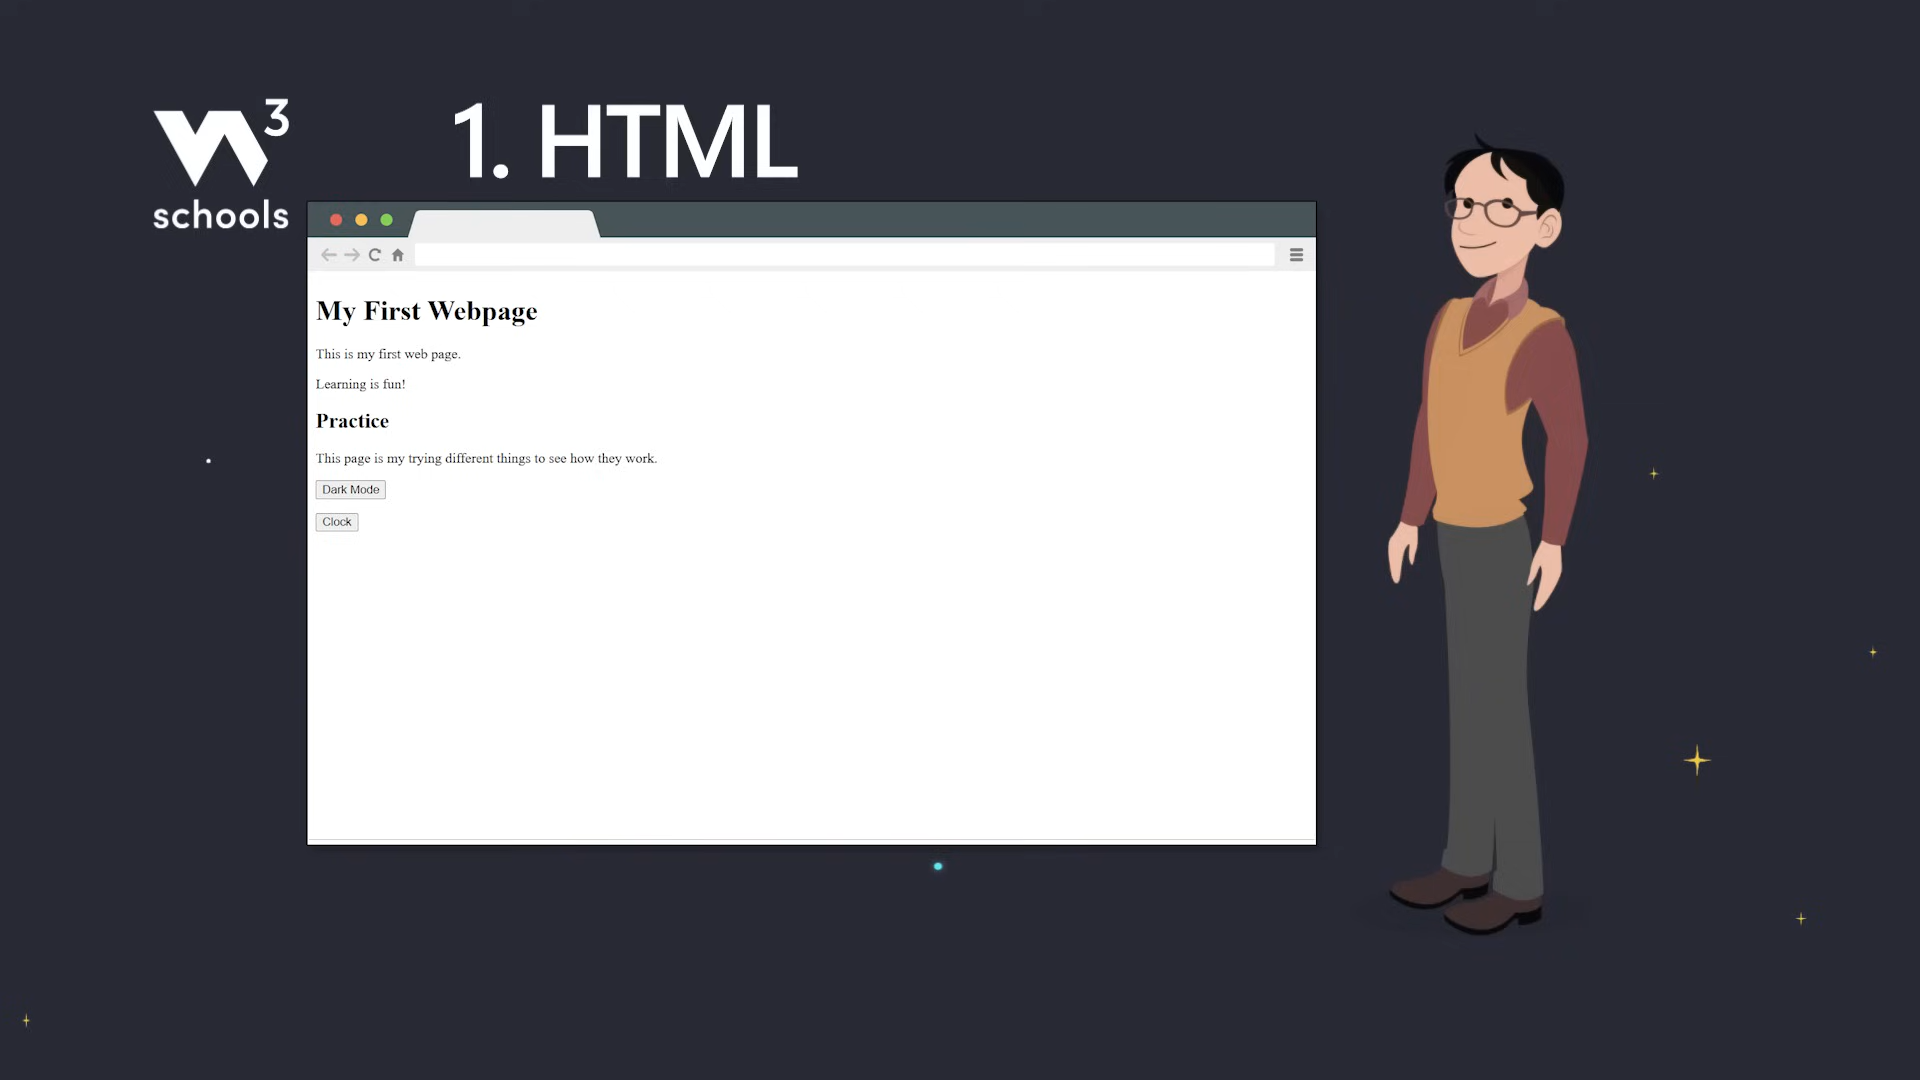 W3
schools
1. HTML
My First Webpage
This is my first web page.
Learning is fun!
Practice
This page is my trying different things to see how they work.
Dark Mode
Clock